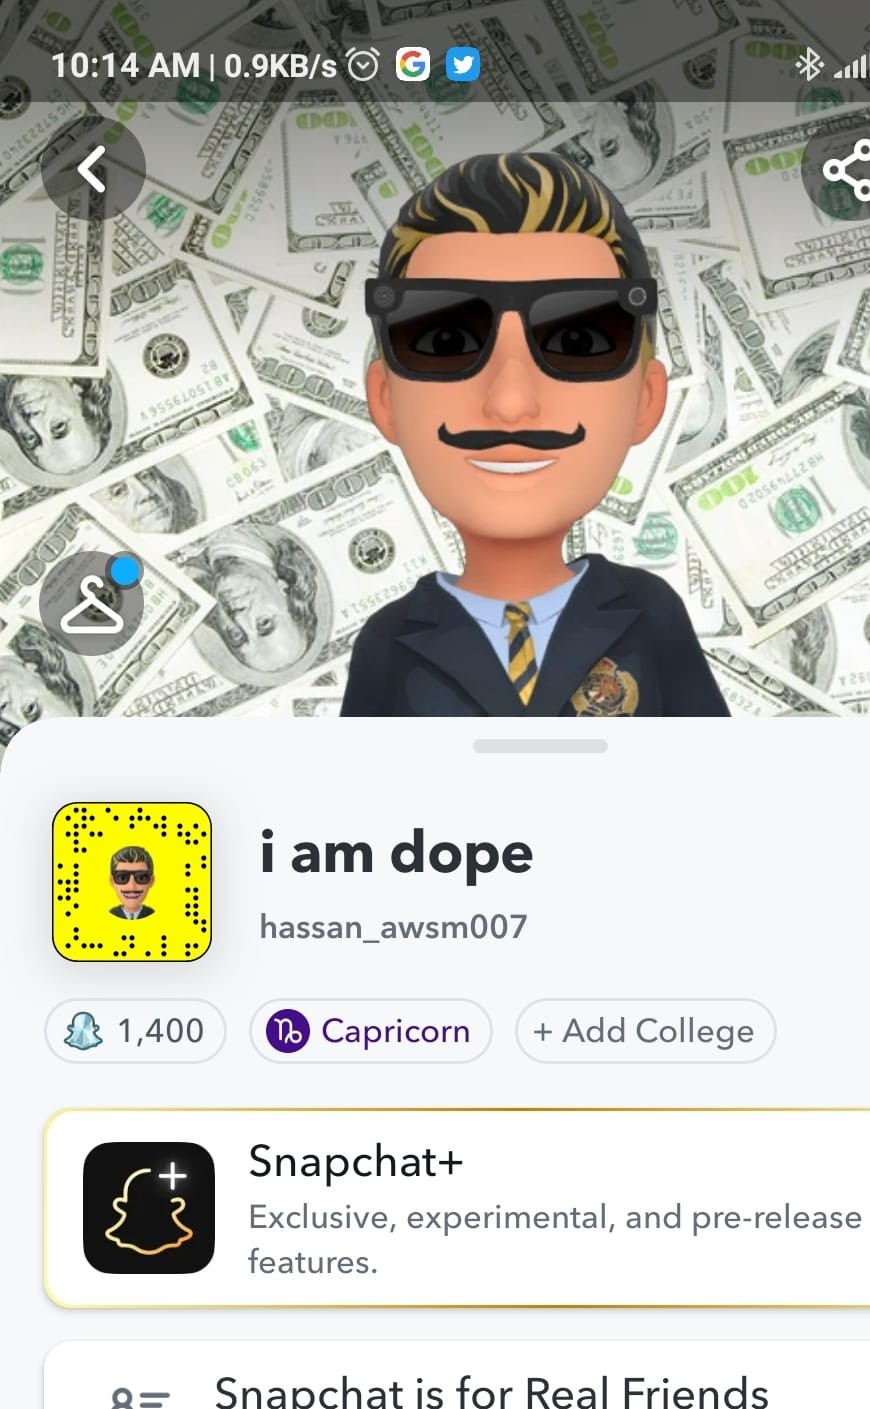 10:14 AM | 0.9KB/s
i am dope
hassan_awsm007
1,400
Capricorn
+ Add College
Snapchat+
Exclusive, experimental, and pre-release
features.
Snapchat is for Real Friends